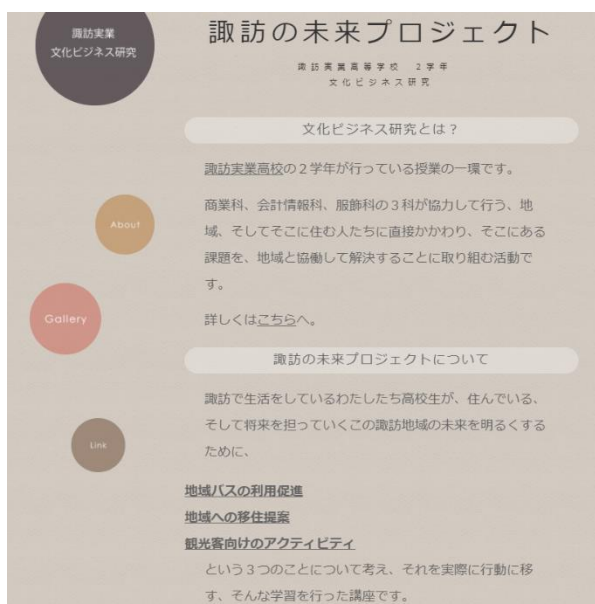 諏訪実業
文化ビジネス研究
諏訪の未来プロジェクト
諏訪実業高等学校　2学年
文化ビジネス研究
文化ビジネス研究とは？
諏訪実業高校の２学年が行っている授業の一環です。
商業科、会計情報科、服飾科の３科が協力して行う、地
域、そしてそこに住む人たちに直接かかわり、そこにある
課題を、地域と協働して解決することに取り組む活動で
す。
詳しくはこちらへ。
About
Gallery
諏訪の未来プロジェクトについて
諏訪で生活をしているわたしたち高校生が、住んでいる、
そして将来を担っていくこの諏訪地域の未来を明るくする
ために、
Link
地域バスの利用促進
地域への移住提案
観光客向けのアクティビティ
という３つのことについて考え、それを実際に行動に移
す、そんな学習を行った講座です。